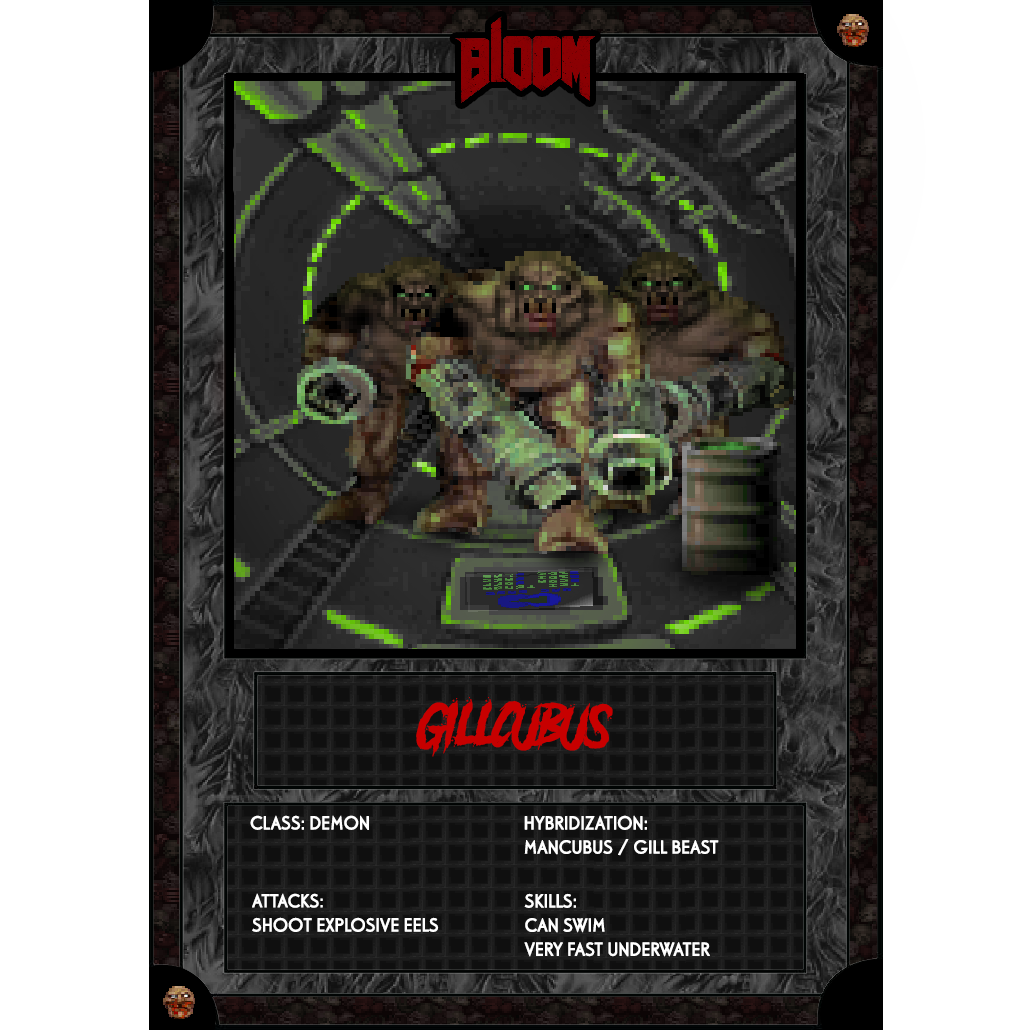 BLOOM
GILLCUBUS
CLASS: DEMON
HYBRIDIZATION:
MANCUBUS / GILL BEAST
ATTACKS:
SHOOT EXPLOSIVE EELS
SKILLS:
CAN SWIM
VERY FAST UNDERWATER